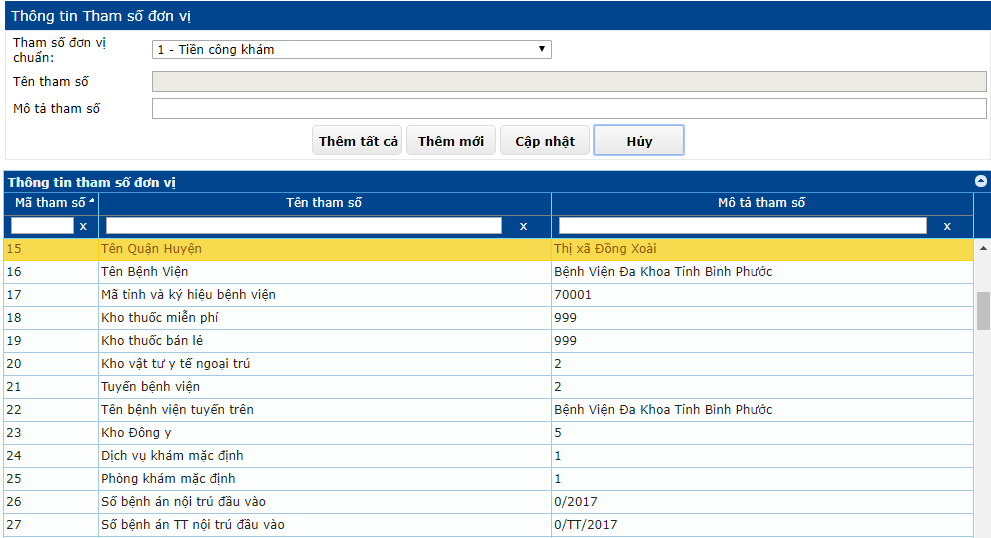 Thông tin Tham số đơn vị
Tham số đơn vị
chuẩn:
1 - Tiền công khám
Tên tham số
Mô tả tham số
Thêm tất cả Thêm mới Cập nhật Hủy
Thông tin tham số đơn vị
Mã tham số Tên tham số Mô tả tham số
x x x
15 Tên Quận Huyện Thị xã Đồng Xoài
16 Tên Bệnh Viện Bệnh Viện Đa Khoa Tỉnh Bình Phước
17 Mã tỉnh và ký hiệu bệnh viện 70001
18 Kho thuốc miễn phí 999
19 Kho thuốc bán lẻ 999
20 Kho vật tư y tế ngoại trú 2
21 Tuyến bệnh viện 2
22 Tên bệnh viện tuyến trên Bệnh Viện Đa Khoa Tỉnh Bình Phước
23 Kho Đông y 5
24 Dịch vụ khám mặc định 1
25 Phòng khám mặc định 1
26 Số bệnh án nội trú đầu vào 0/2017
27 Số bệnh án TT nội trú đầu vào 0/TT/2017